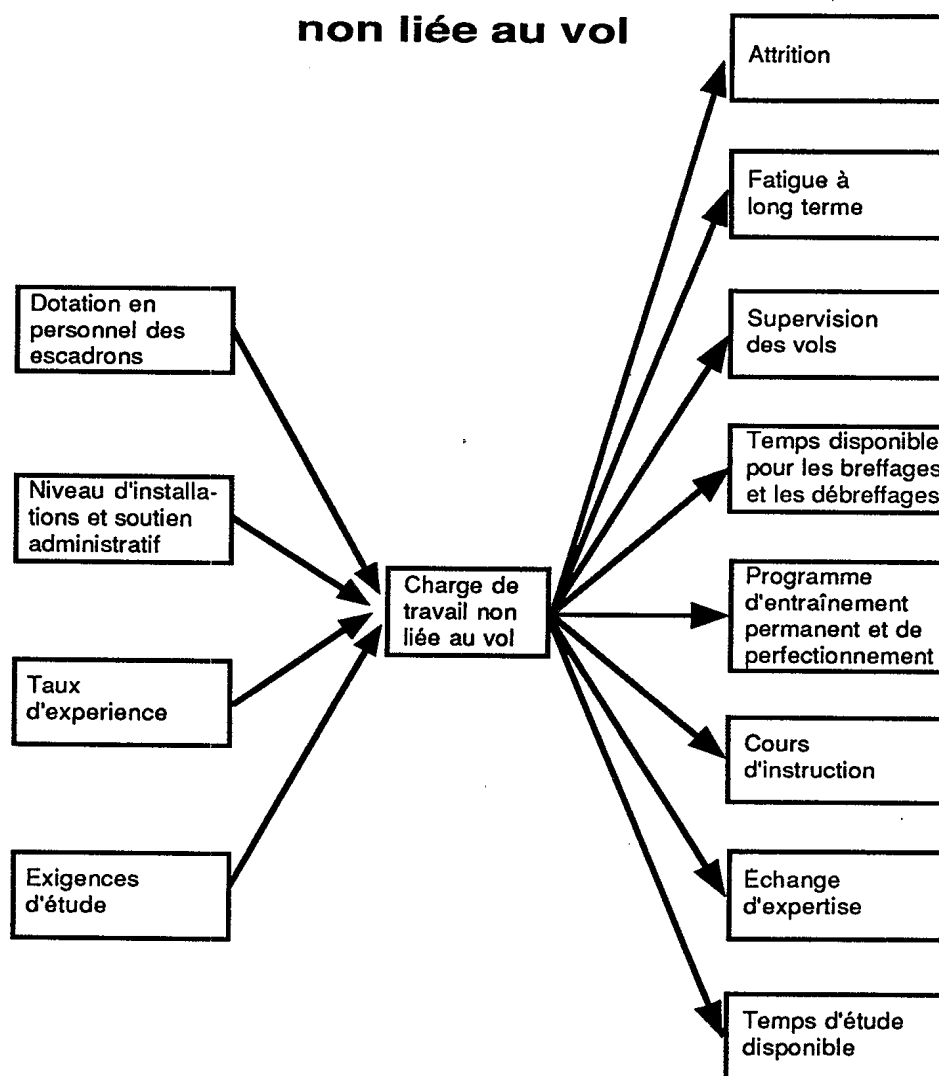 non liée au vol
Attrition
Fatigue à
long terme
Supervision
des vols
Temps disponible
pour les breffages
et les débreffages
Programme
d'entraînement
permanent et de
perfectionnement
Cours
d'instruction
Échange
d'expertise
Temps d'étude
disponible
Charge de
travail non
liée au vol
Dotation en
personnel des
escadrons
Niveau d'installa-
tions et soutien
administratif
Taux
d'experience
Exigences
d'étude